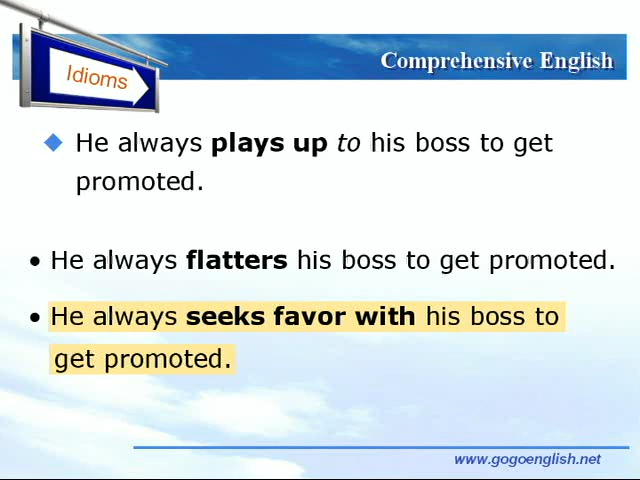 Idioms
Comprehensive English
He always plays up to his boss to get
promoted.
• He always flatters his boss to get promoted.
• He always seeks favor with his boss to
get promoted.
www.gogoenglish.net